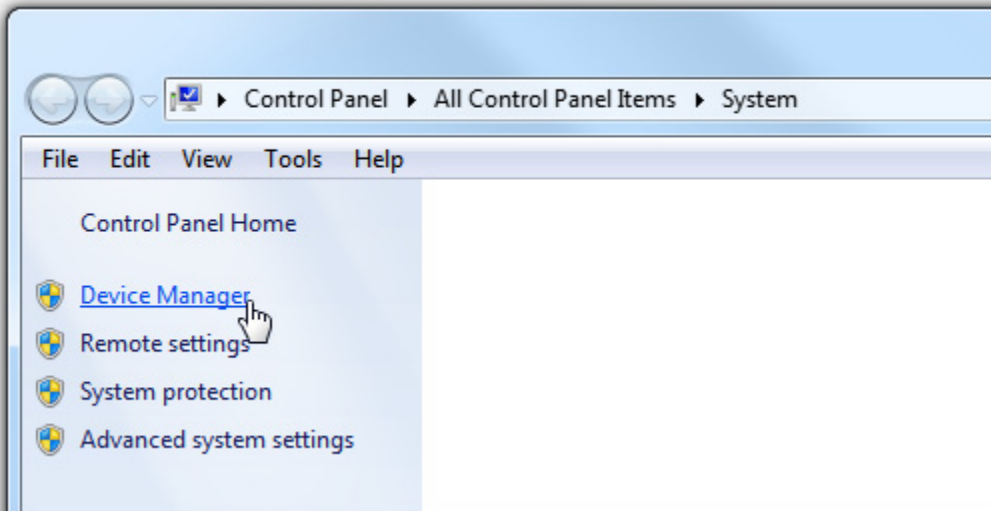 Control Panel All Control Panel Items System
File Edit View Tools Help
Control Panel Home
Device Manager
Remote settings
System protection
Advanced system settings